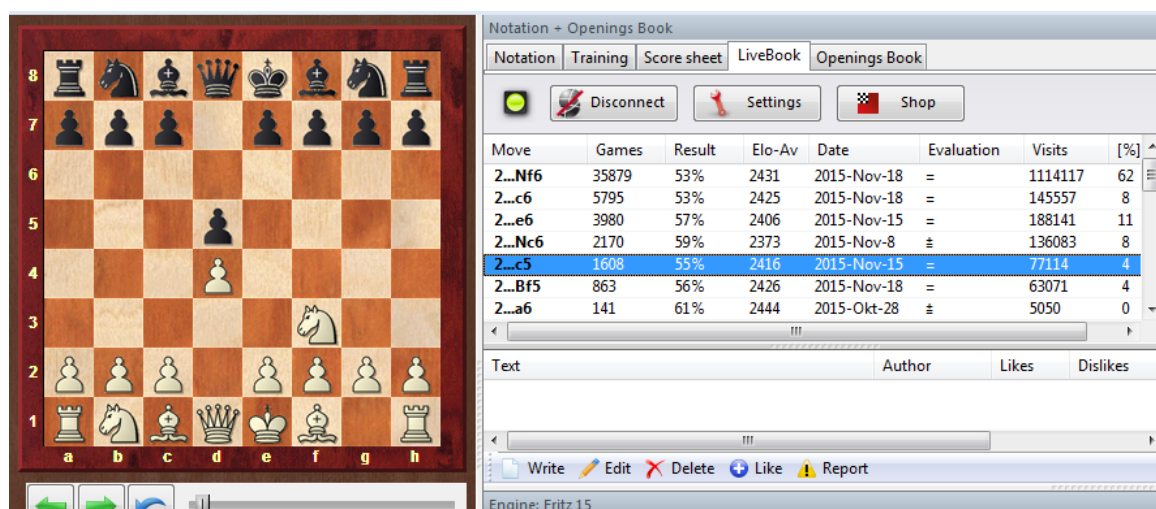 Notation + Openings Book
Notation Training Score sheet LiveBook Openings Book
Disconnect Settings Shop
Move Games Result Elo-Av Date Evaluation Visits [%]
2...Nf6 35879 53% 2431 2015-Nov-18 = 1114117 62
2...c6 5795 53% 2425 2015-Nov-18 = 145557 8
2...e6 3980 57% 2406 2015-Nov-15 = 188141 11
2...Nc6 2170 59% 2373 2015-Nov-8 ± 136083 8
2...c5 1608 55% 2416 2015-Nov-15 = 77114 4
2...Bf5 863 56% 2426 2015-Nov-18 = 63071 4
2...a6 141 61% 2444 2015-Okt-28 ± 5050 0
Text Author Likes Dislikes
Write Edit Delete Like Report
Engine: Fritz 15
8
7
6
5
4
3
2
1
a b c d e f g h